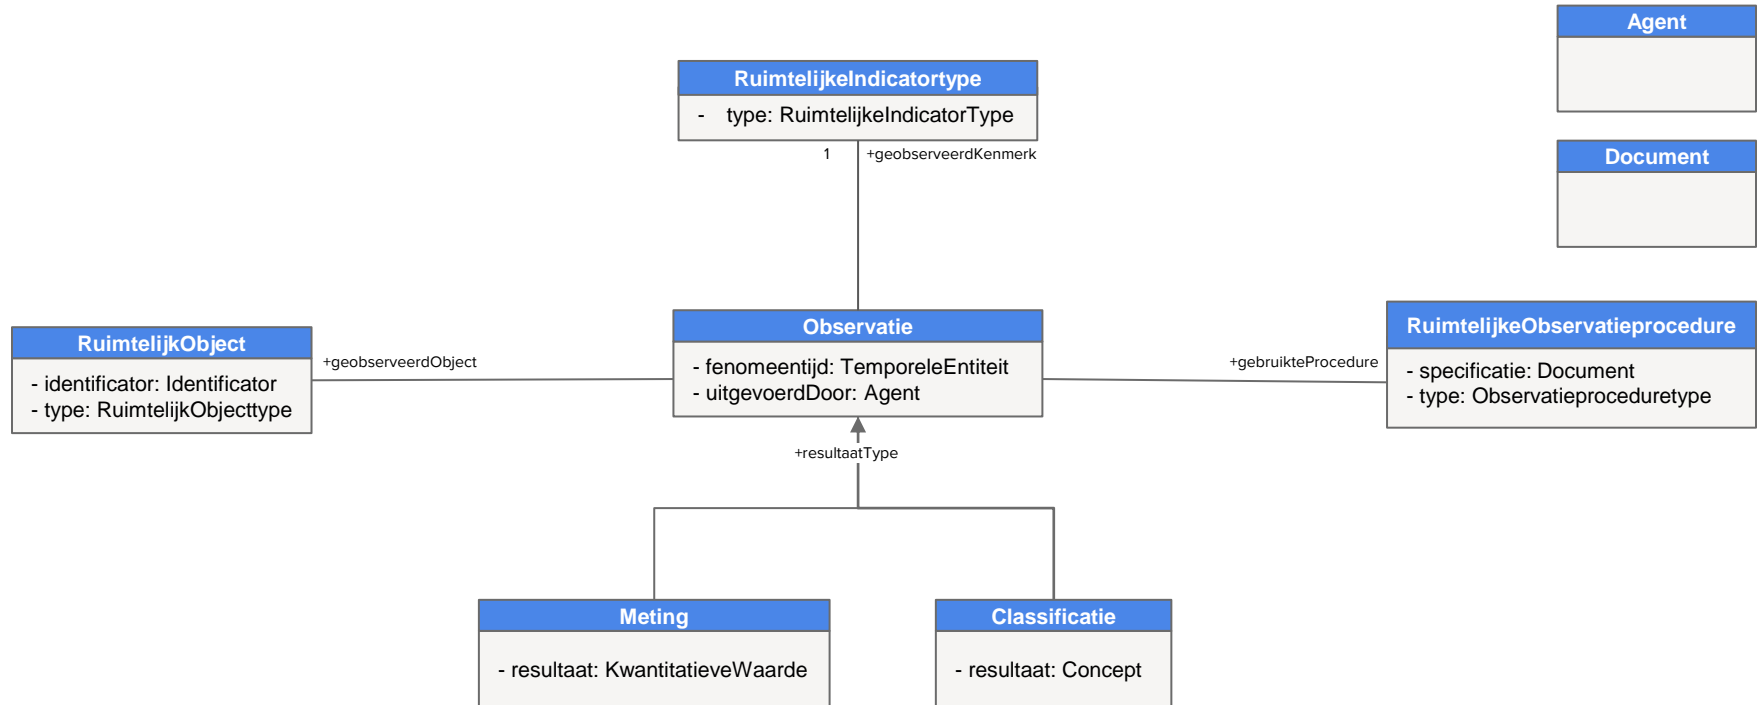 Agent
RuimtelijkeIndicatortype
- type: RuimtelijkeIndicatorType
1 +geobserveerdKenmerk
Document
RuimtelijkObject
- identificator: Identificator
- type: RuimtelijkObjecttype
+geobserveerdObject
Observatie
- fenomeentijd: TemporeleEntiteit
- uitgevoerdDoor: Agent
+gebruikteProcedure
RuimtelijkeObservatieprocedure
- specificatie: Document
- type: Observatieproceduretype
+resultaatType
Meting
- resultaat: KwantitatieveWaarde
Classificatie
- resultaat: Concept